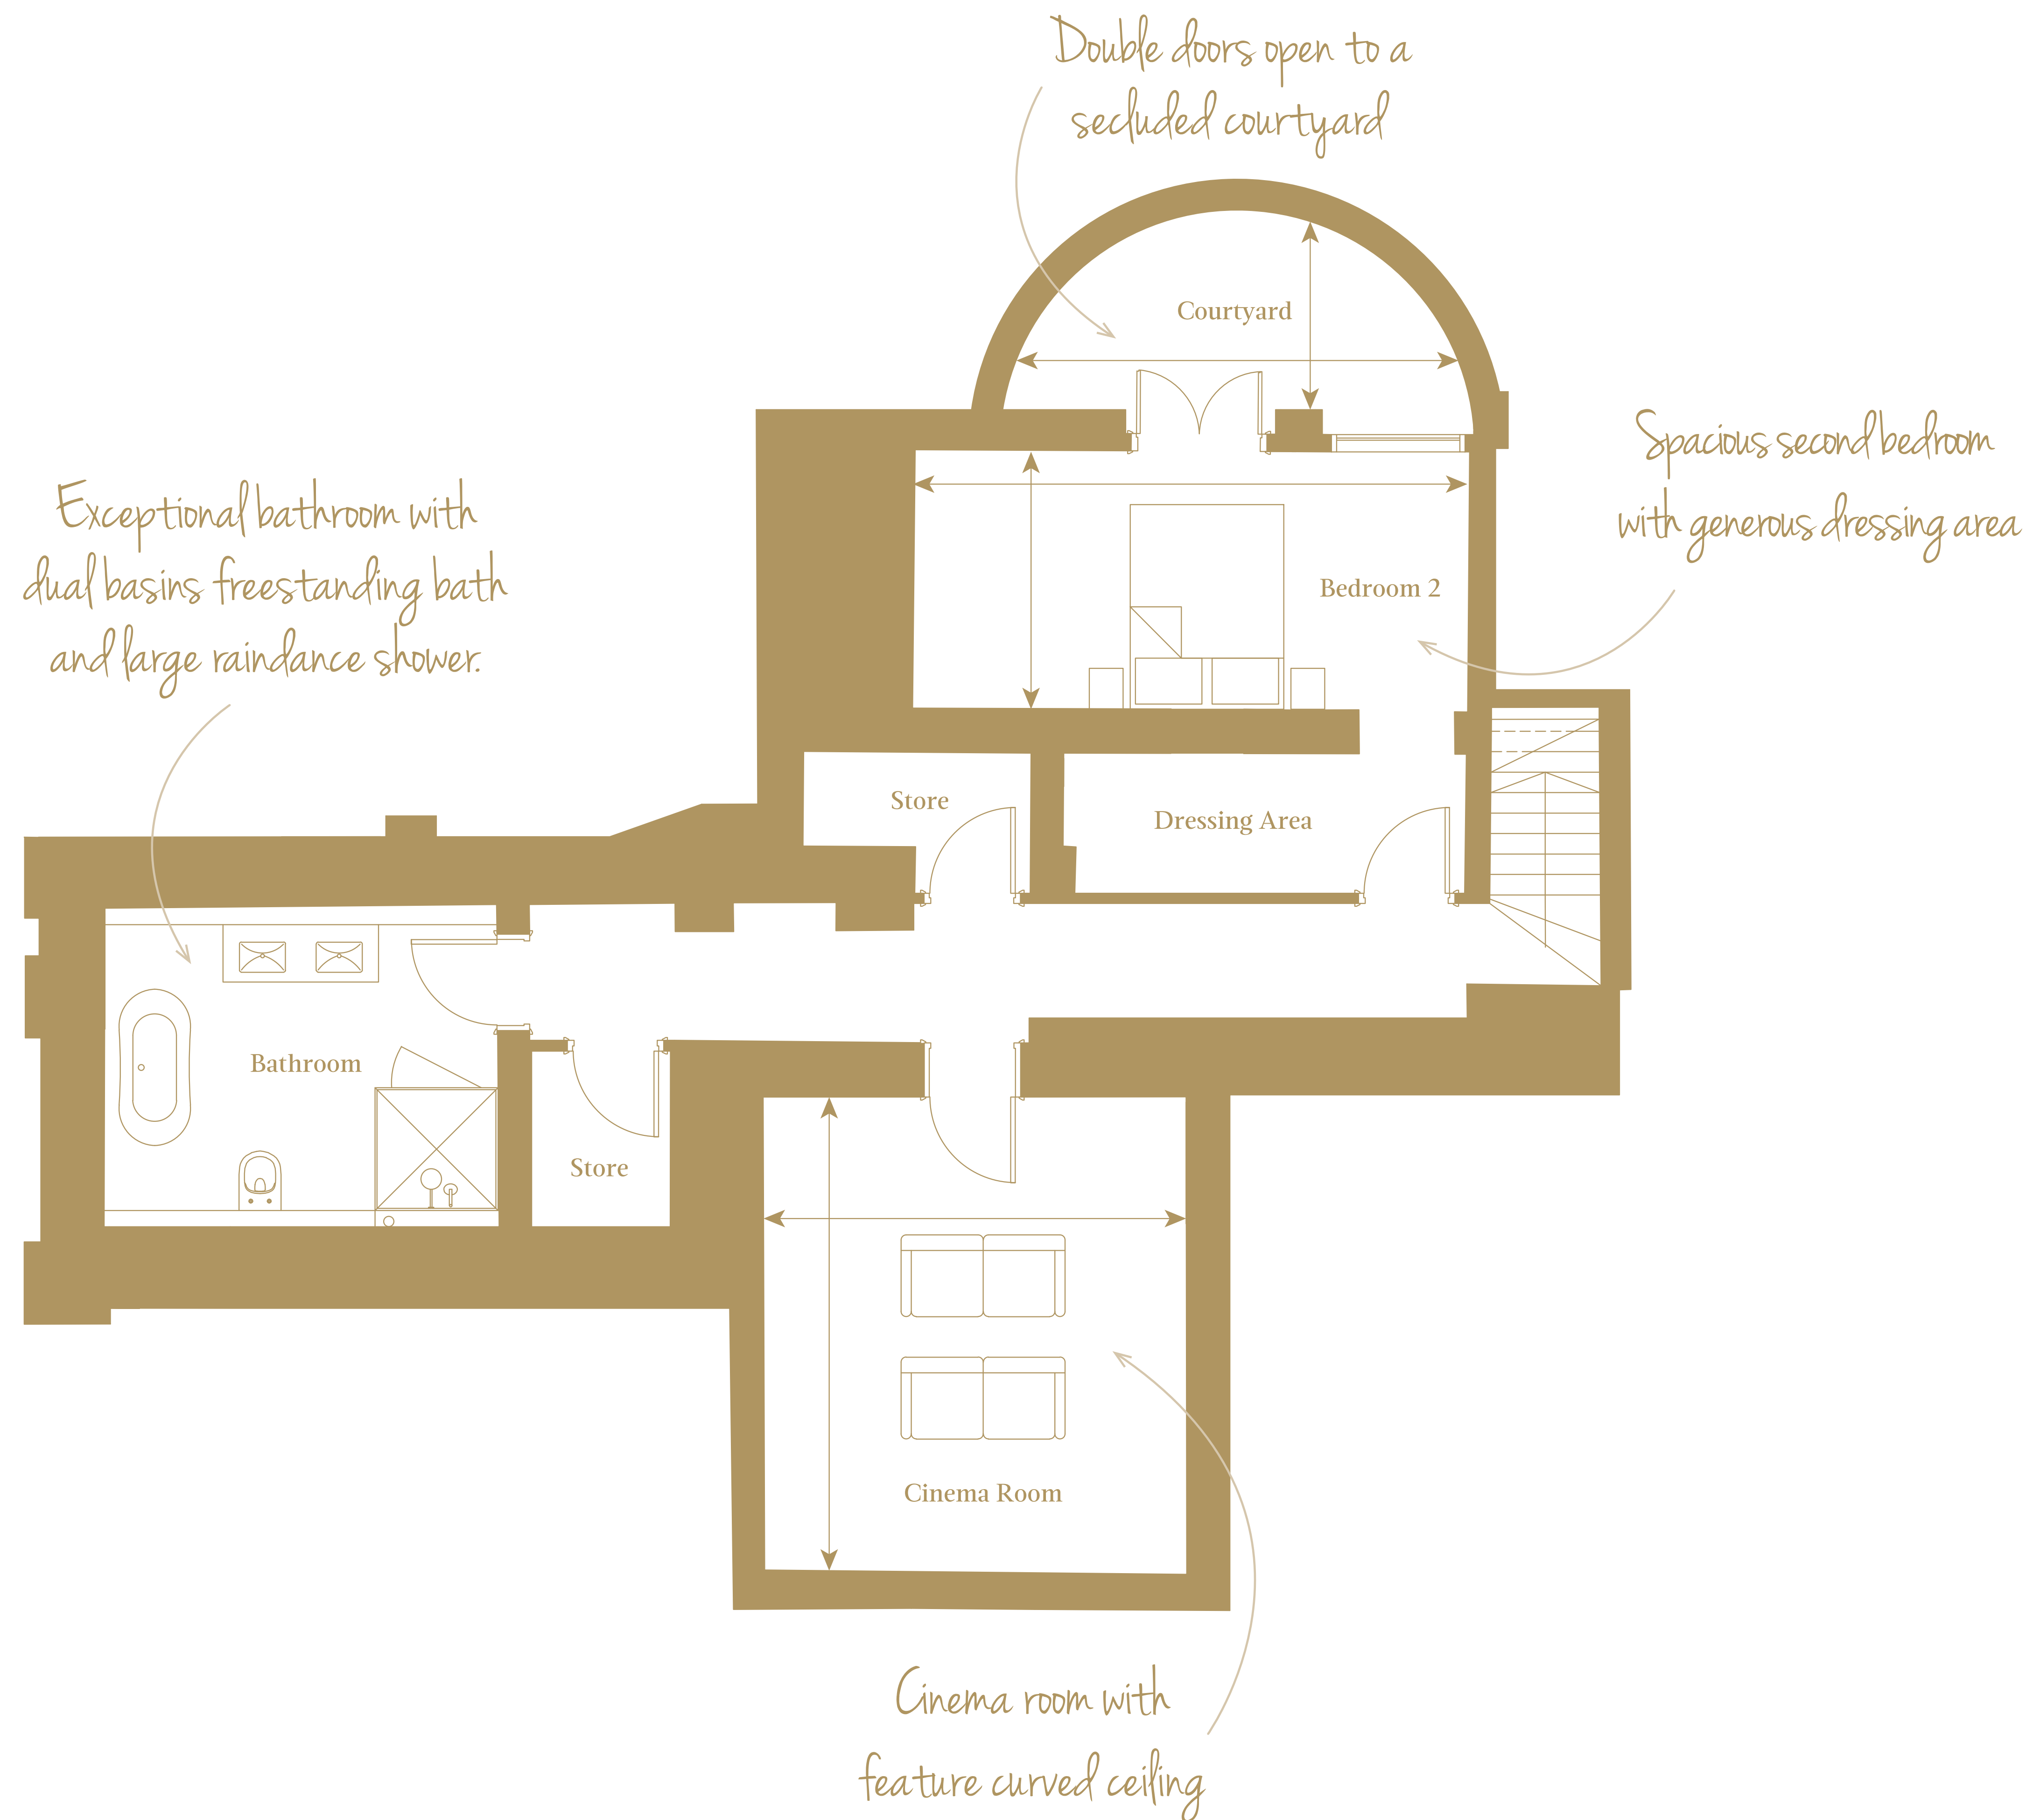 Double doors open to a
secluded courtyard
Courtyard
Spacious second bedroom
with generous dressing area
Exceptional bathroom with
dual basins freestanding bath
and large raindance shower.
Bedroom 2
Store
Dressing Area
Bathroom
Store
Cinema Room
Cinema room with
feature curved ceiling